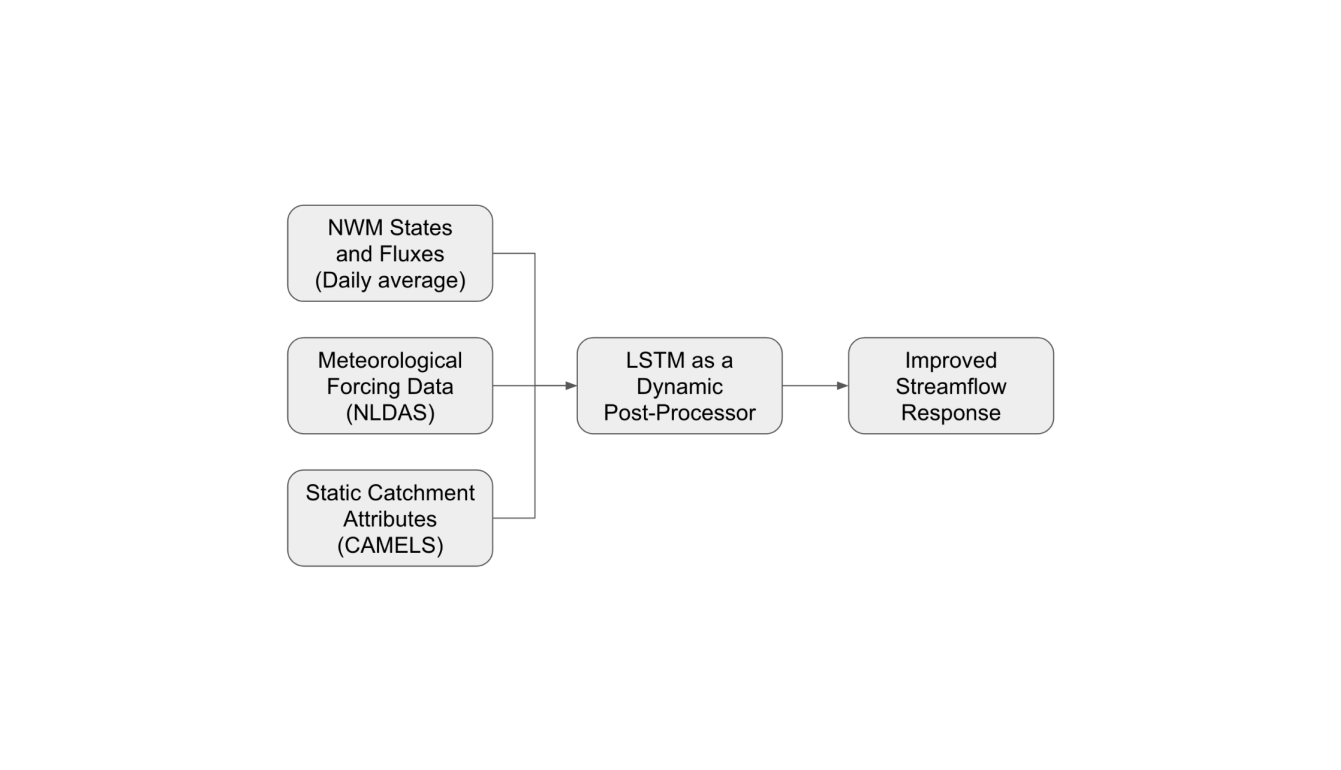 NWM States
and Fluxes
(Daily average)
Meteorological
Forcing Data
(NLDAS)
Static Catchment
Attributes
(CAMELS)
LSTM as a
Dynamic
Post-Processor
Improved
Streamflow
Response